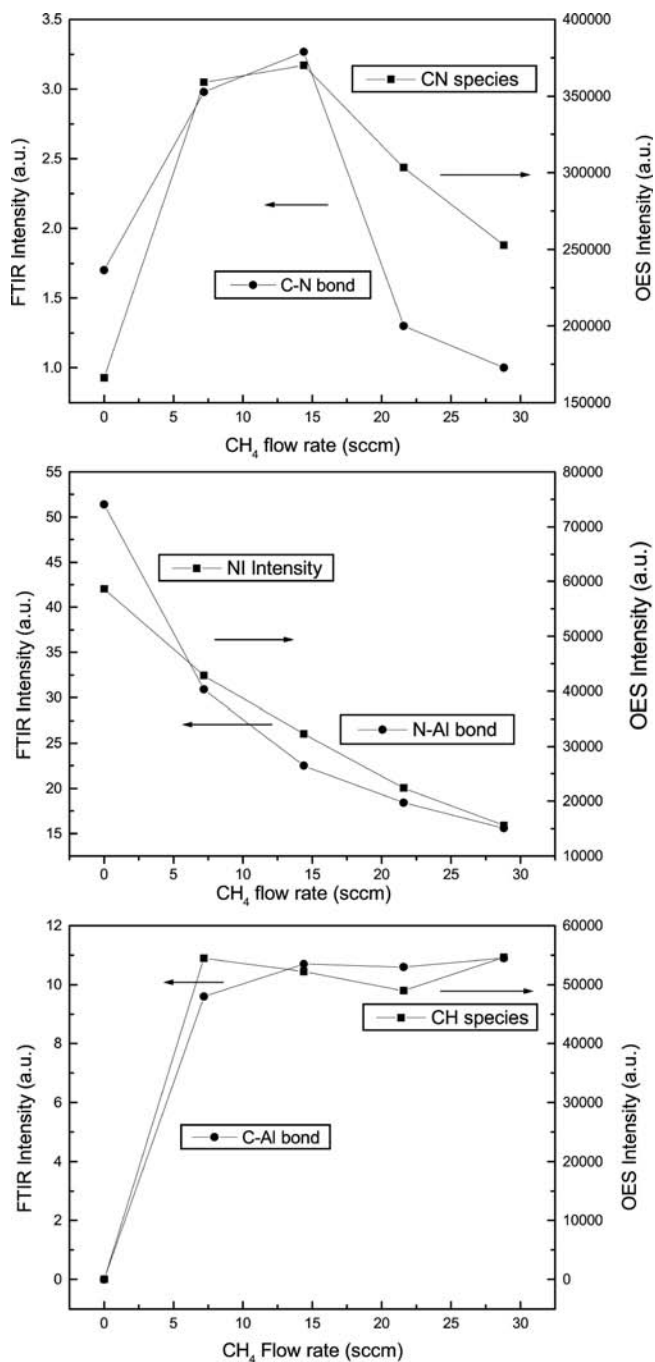 3.5
3.0
2.5
2.0
1.5
1.0
FTIR Intensity (a.u.)
400000
350000
300000
250000
200000
150000
OES Intensity (a.u.)
CN species
C-N bond
0 5 10 15 20 25 30
CH4 flow rate (sccm)
55
50
45
40
35
30
25
20
15
FTIR Intensity (a.u.)
80000
70000
60000
50000
40000
30000
20000
10000
OES Intensity (a.u.)
NI Intensity
N-Al bond
0 5 10 15 20 25 30
CH4 flow rate (sccm)
12
10
8
6
4
2
0
FTIR Intensity (a.u.)
60000
50000
40000
30000
20000
10000
0
OES Intensity (a.u.)
CH species
C-Al bond
0 5 10 15 20 25 30
CH4 Flow rate (sccm)